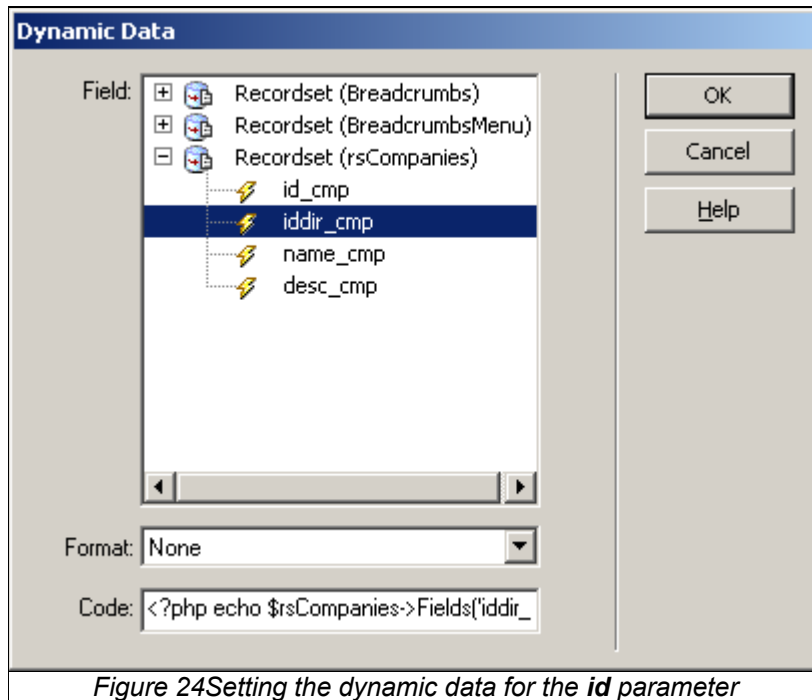 Dynamic Data
Field:
Recordset (Breadcrumbs)
Recordset (BreadcrumbsMenu)
Recordset (rsCompanies)
id_cmp
iddir_cmp
name_cmp
desc_cmp
OK
Cancel
Help
Format: None
Code: <?php echo $rsCompanies->Fields('iddir_
Figure 24Setting the dynamic data for the id parameter